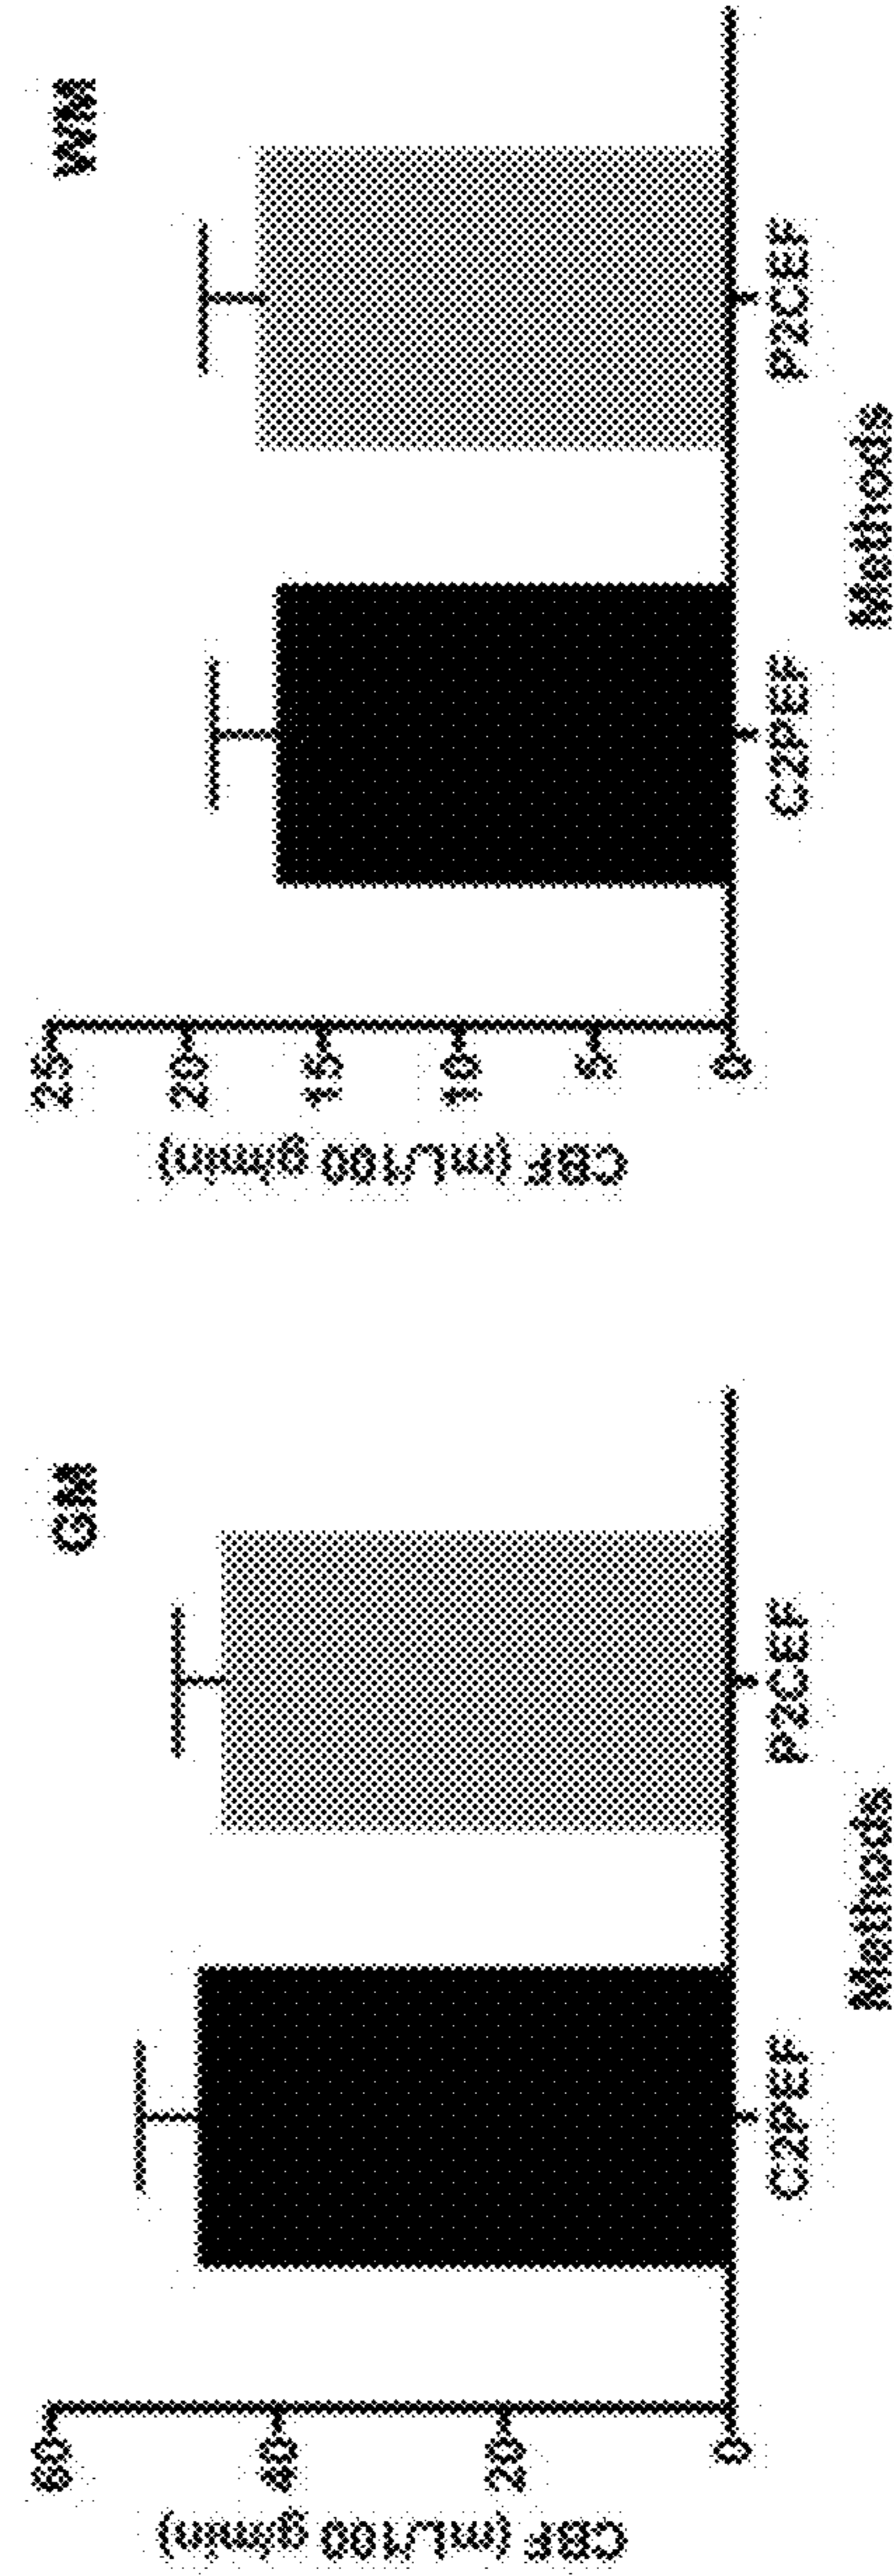 GM
CBF (mL/100 g/min)
60
40
20
0
C2PEF
P2CEF
Methods
WM
CBF (mL/100 g/min)
25
20
15
10
5
0
C2PEF
P2CEF
Methods